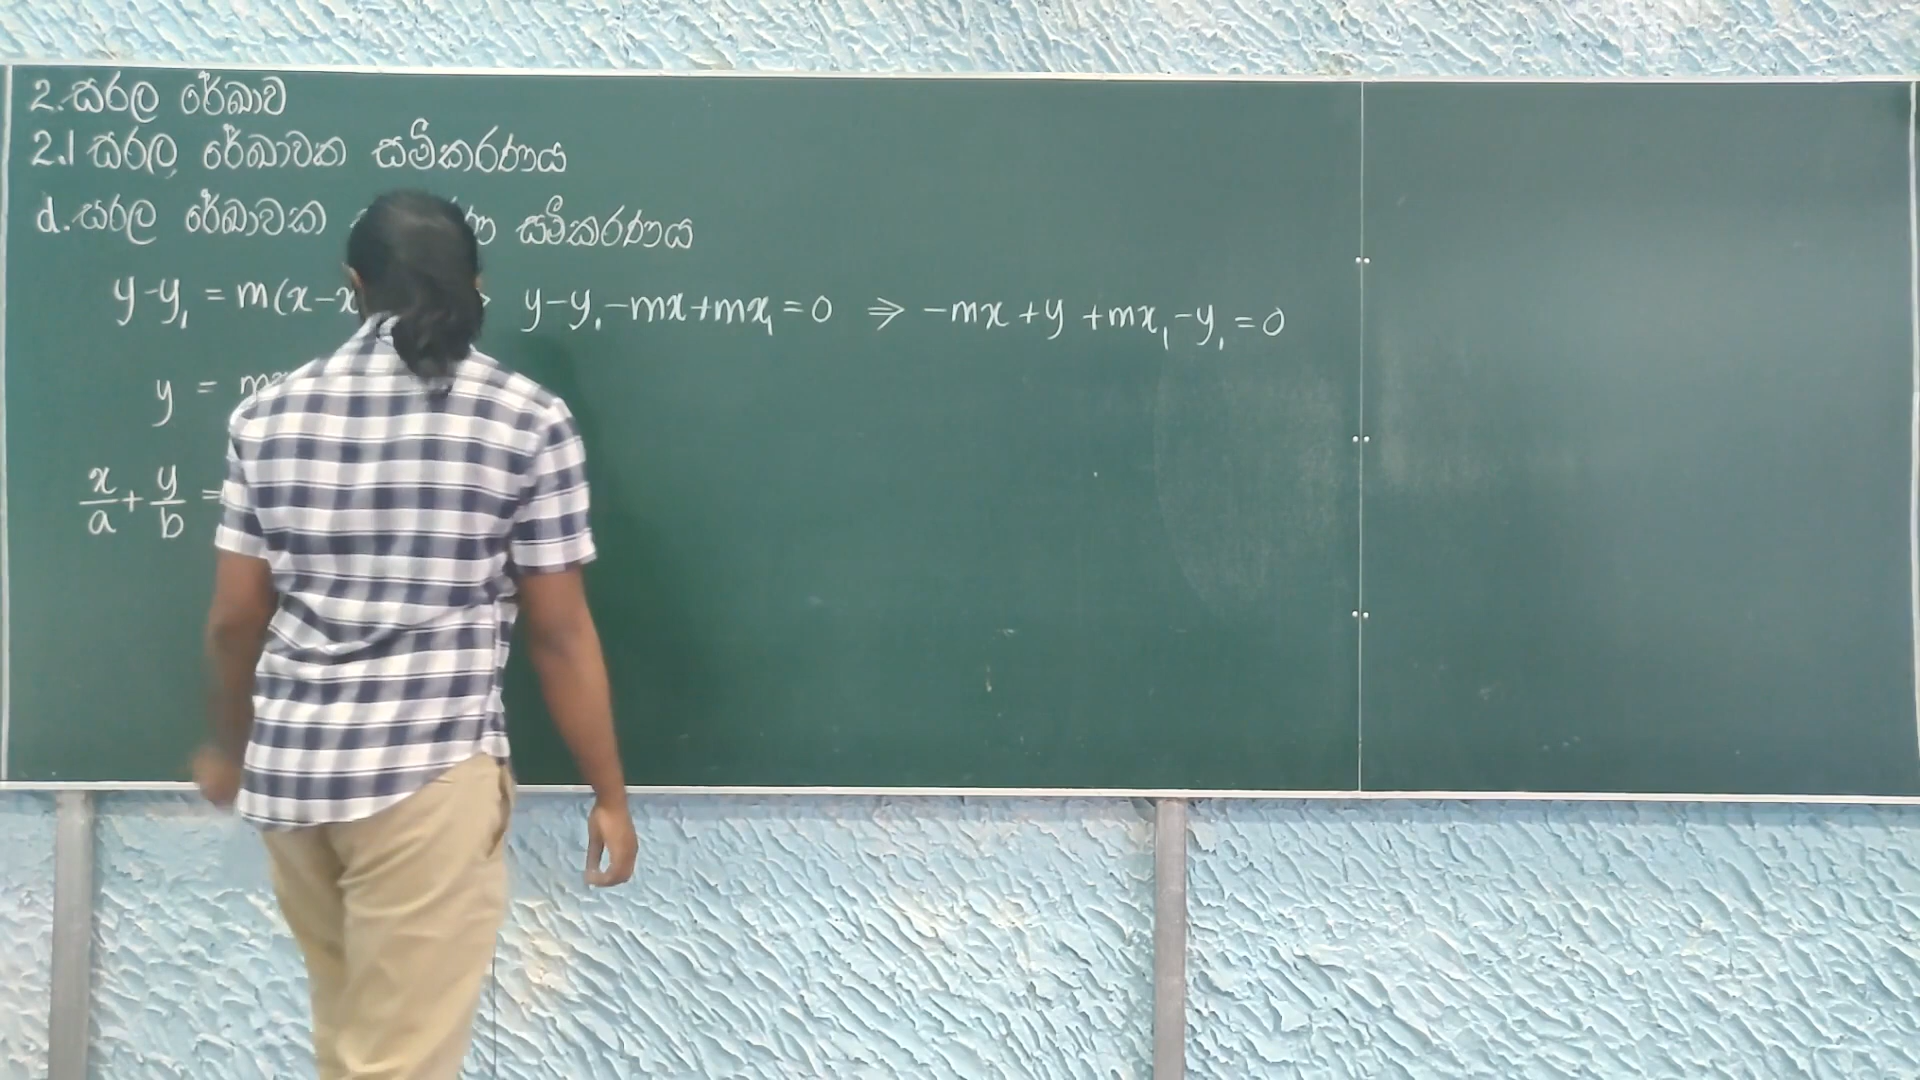 2. සරල රේඛාව
2.1 සරල රේඛාවක සමීකරණය
d. සරල රේඛාවක සමීකරණය
y-y₁ = m(x-x y-y₁-mx+mx₁=0 ⇒ -mx+y+mx₁-y₁=0
y = m
x/a + y/b =